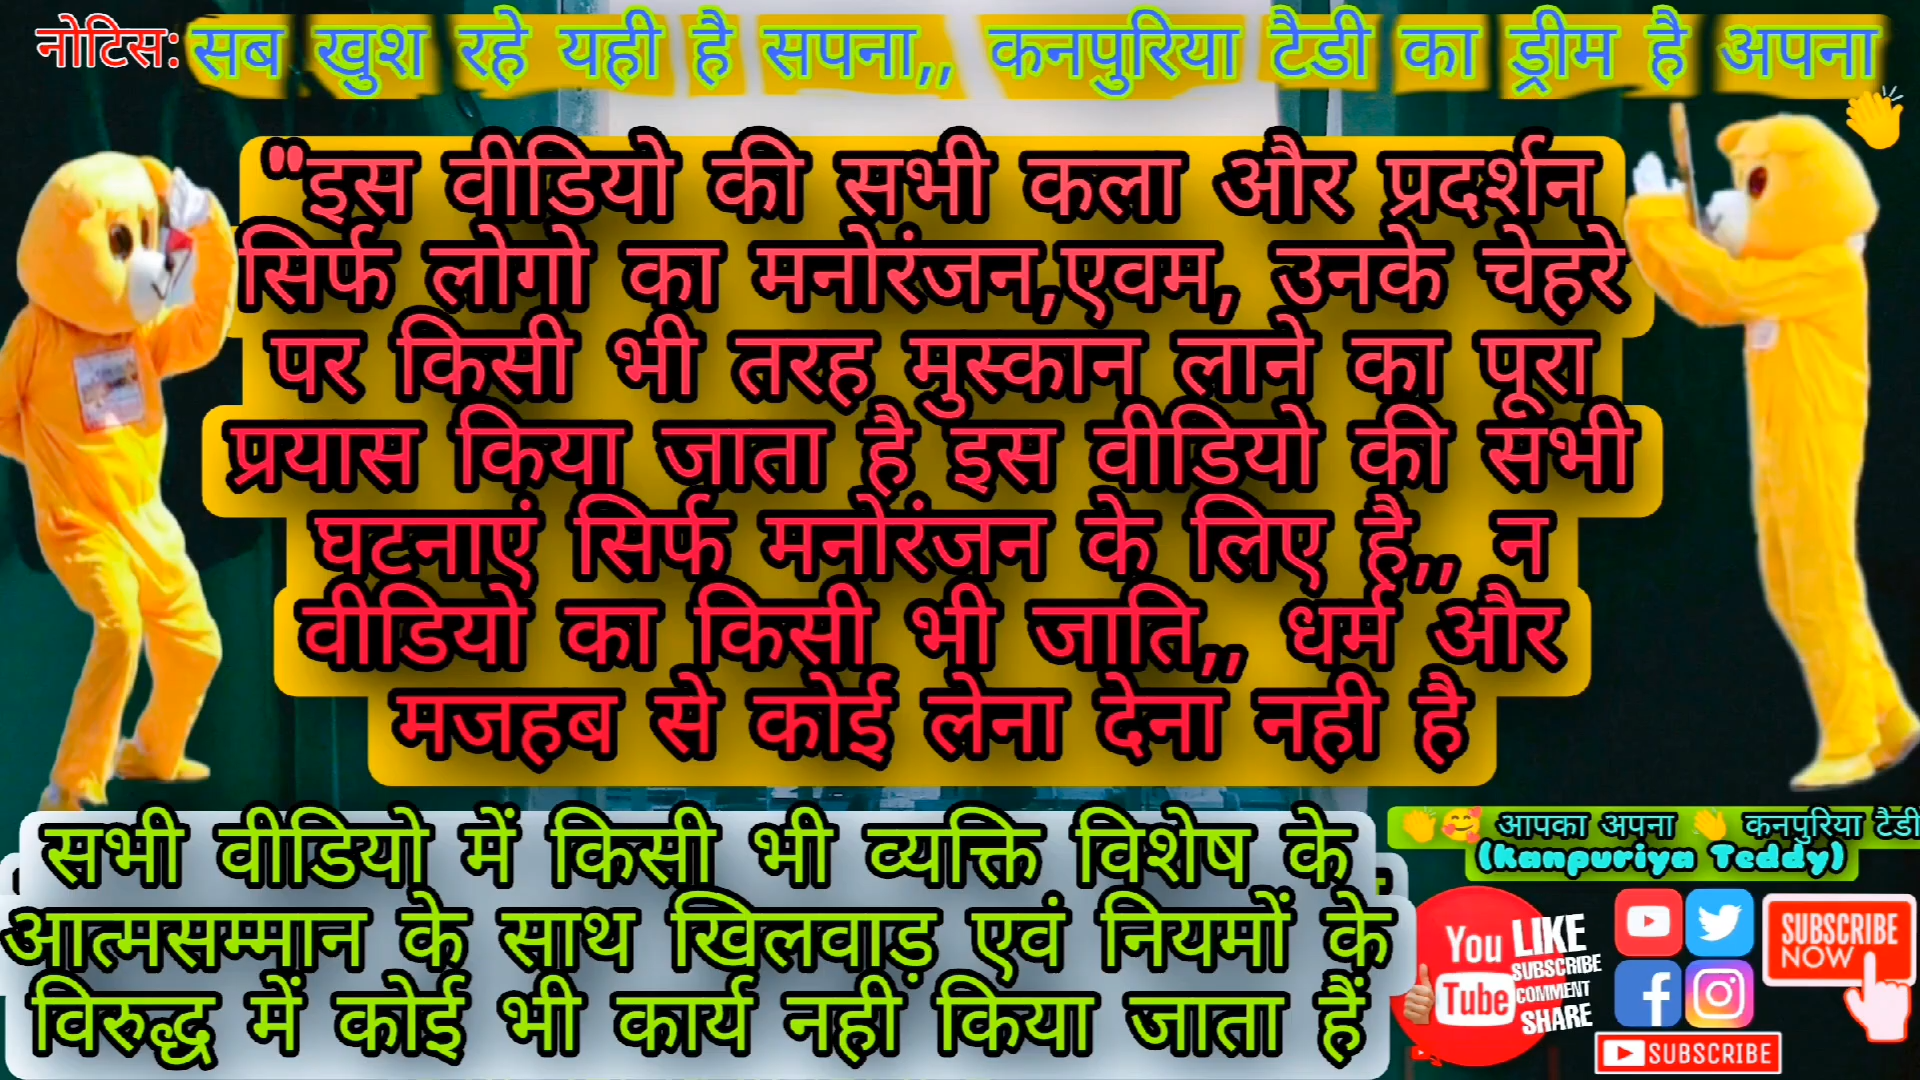 नोटिस: सब खुश रहे यही है सपना,, कनपुरिया टैडी का ड्रीम है अपना
"इस वीडियो की सभी कला और प्रदर्शन
सिर्फ लोगो का मनोरंजन,एवम, उनके चेहरे
पर किसी भी तरह मुस्कान लाने का पूरा
प्रयास किया जाता है इस वीडियो की सभी
घटनाएं सिर्फ मनोरंजन के लिए है,, न
वीडियो का किसी भी जाति,, धर्म और
मजहब से कोई लेना देना नही है
सभी वीडियो में किसी भी व्यक्ति विशेष के
आत्मसम्मान के साथ खिलवाड़ एवं नियमों के
विरुद्ध में कोई भी कार्य नही किया जाता हैं
आपका अपना कनपुरिया टैडी
(Kanpuriya Teddy)
You Tube
LIKE
SUBSCRIBE
COMMENT
SHARE
SUBSCRIBE
NOW
SUBSCRIBE